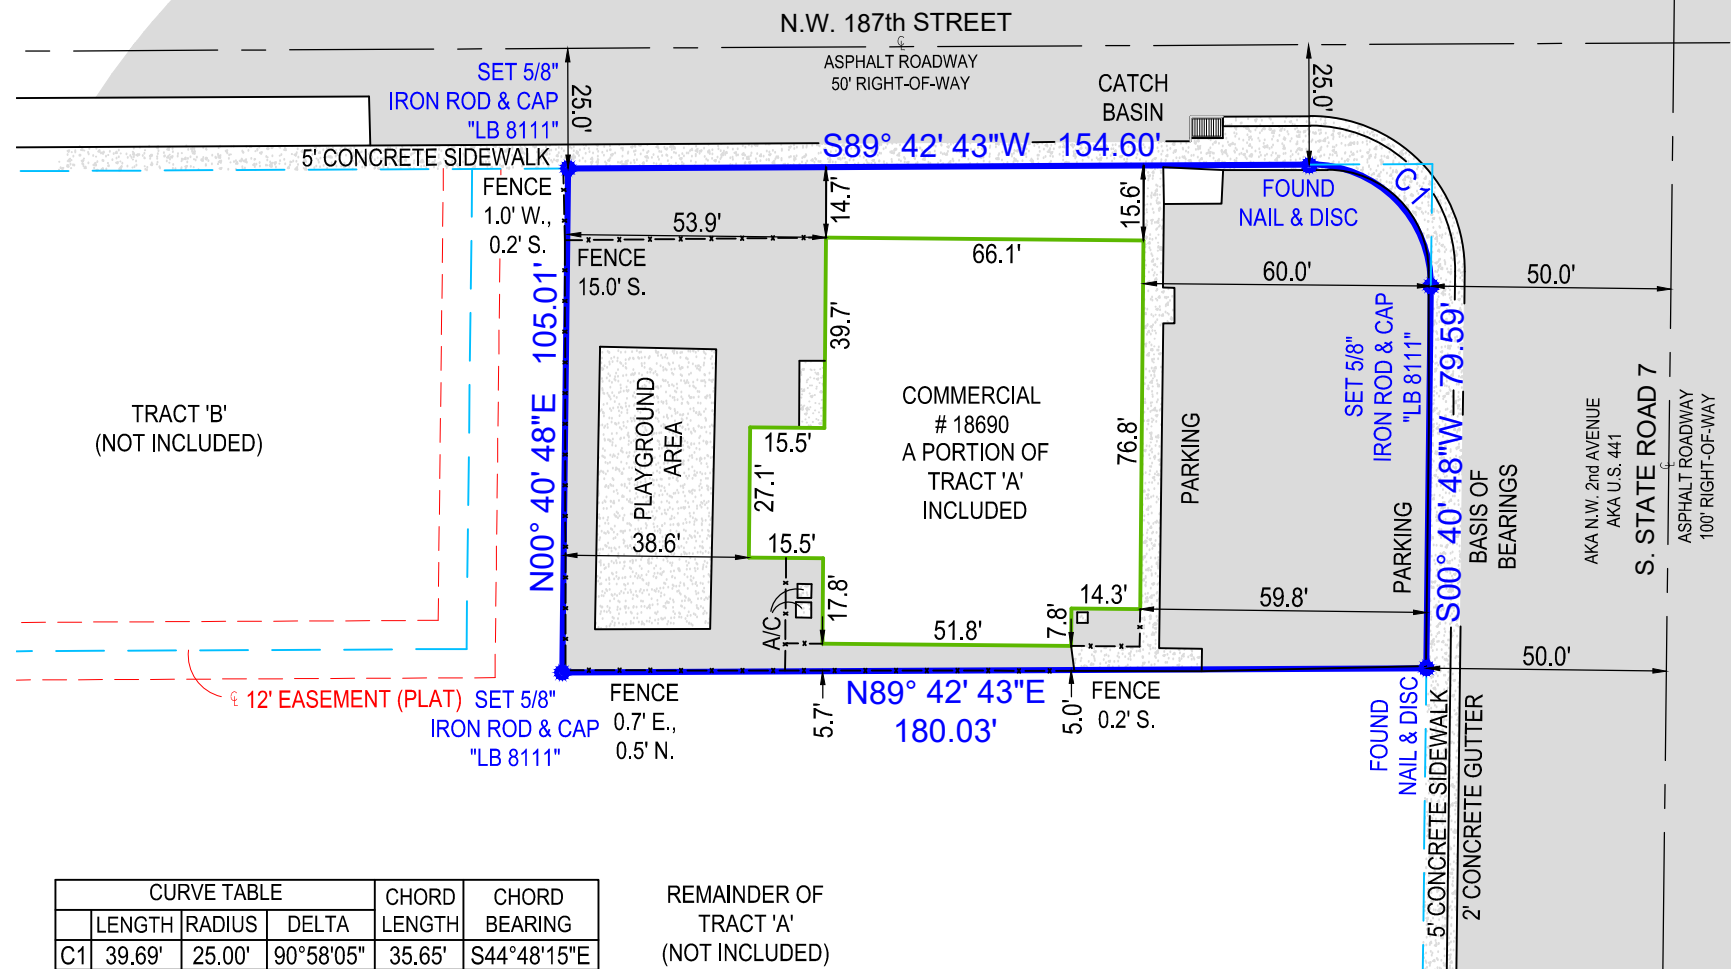 N.W. 187th STREET
ASPHALT ROADWAY
50' RIGHT-OF-WAY
SET 5/8"
IRON ROD & CAP
"LB 8111"
25.0'
CATCH
BASIN
25.0'
5' CONCRETE SIDEWALK
S89° 42' 43"W 154.60'
C1
FENCE
1.0' W.,
0.2' S.
FOUND
NAIL & DISC
14.7'
15.6'
53.9'
FENCE
15.0' S.
66.1'
60.0'
50.0'
N00° 40' 48"E 105.01'
39.7'
SET 5/8"
IRON ROD & CAP
"LB 8111"
S00° 40' 48"W 79.59'
TRACT 'B'
(NOT INCLUDED)
PLAYGROUND
AREA
COMMERCIAL
# 18690
A PORTION OF
TRACT 'A'
INCLUDED
76.8'
PARKING
PARKING
BASIS OF
BEARINGS
AKA N.W. 2nd AVENUE
AKA U.S. 441
S. STATE ROAD 7
ASPHALT ROADWAY
100' RIGHT-OF-WAY
15.5'
27.1'
38.6'
15.5'
17.8'
A/C
14.3'
7.8'
59.8'
51.8'
50.0'
℄ 12' EASEMENT (PLAT)
SET 5/8"
IRON ROD & CAP
"LB 8111"
FENCE
0.7' E.,
0.5' N.
5.7'
N89° 42' 43"E
180.03'
5.0'
FENCE
0.2' S.
FOUND
NAIL & DISC
5' CONCRETE SIDEWALK
2' CONCRETE GUTTER
CURVE TABLE CHORD CHORD
LENGTH RADIUS DELTA LENGTH BEARING
C1 39.69' 25.00' 90°58'05" 35.65' S44°48'15"E
REMAINDER OF
TRACT 'A'
(NOT INCLUDED)